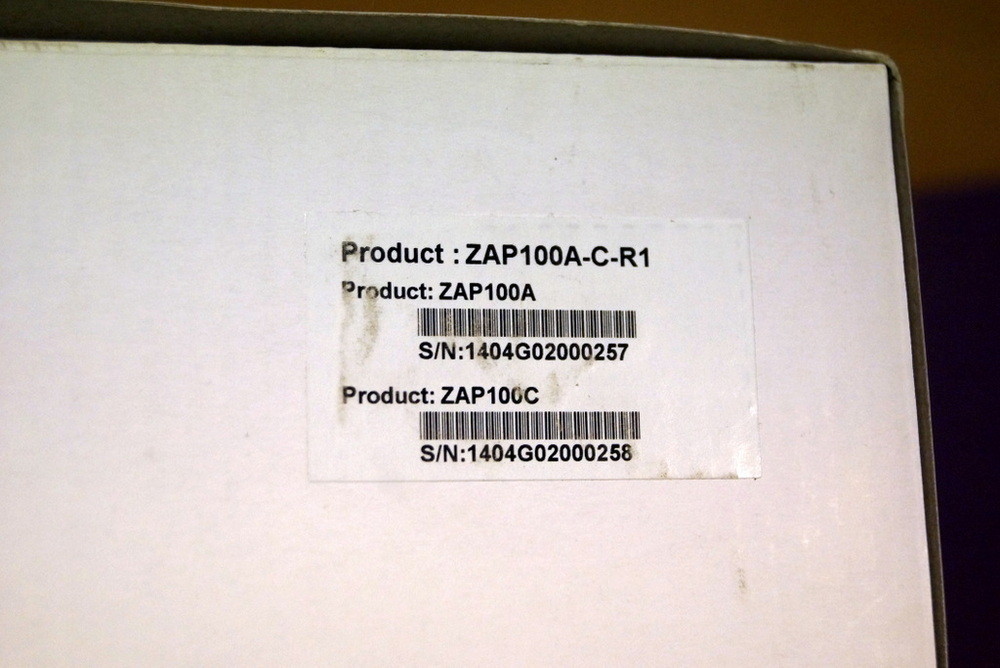 Product : ZAP100A-C-R1
Product: ZAP100A
S/N:1404G02000257
Product: ZAP100C
S/N:1404G02000258